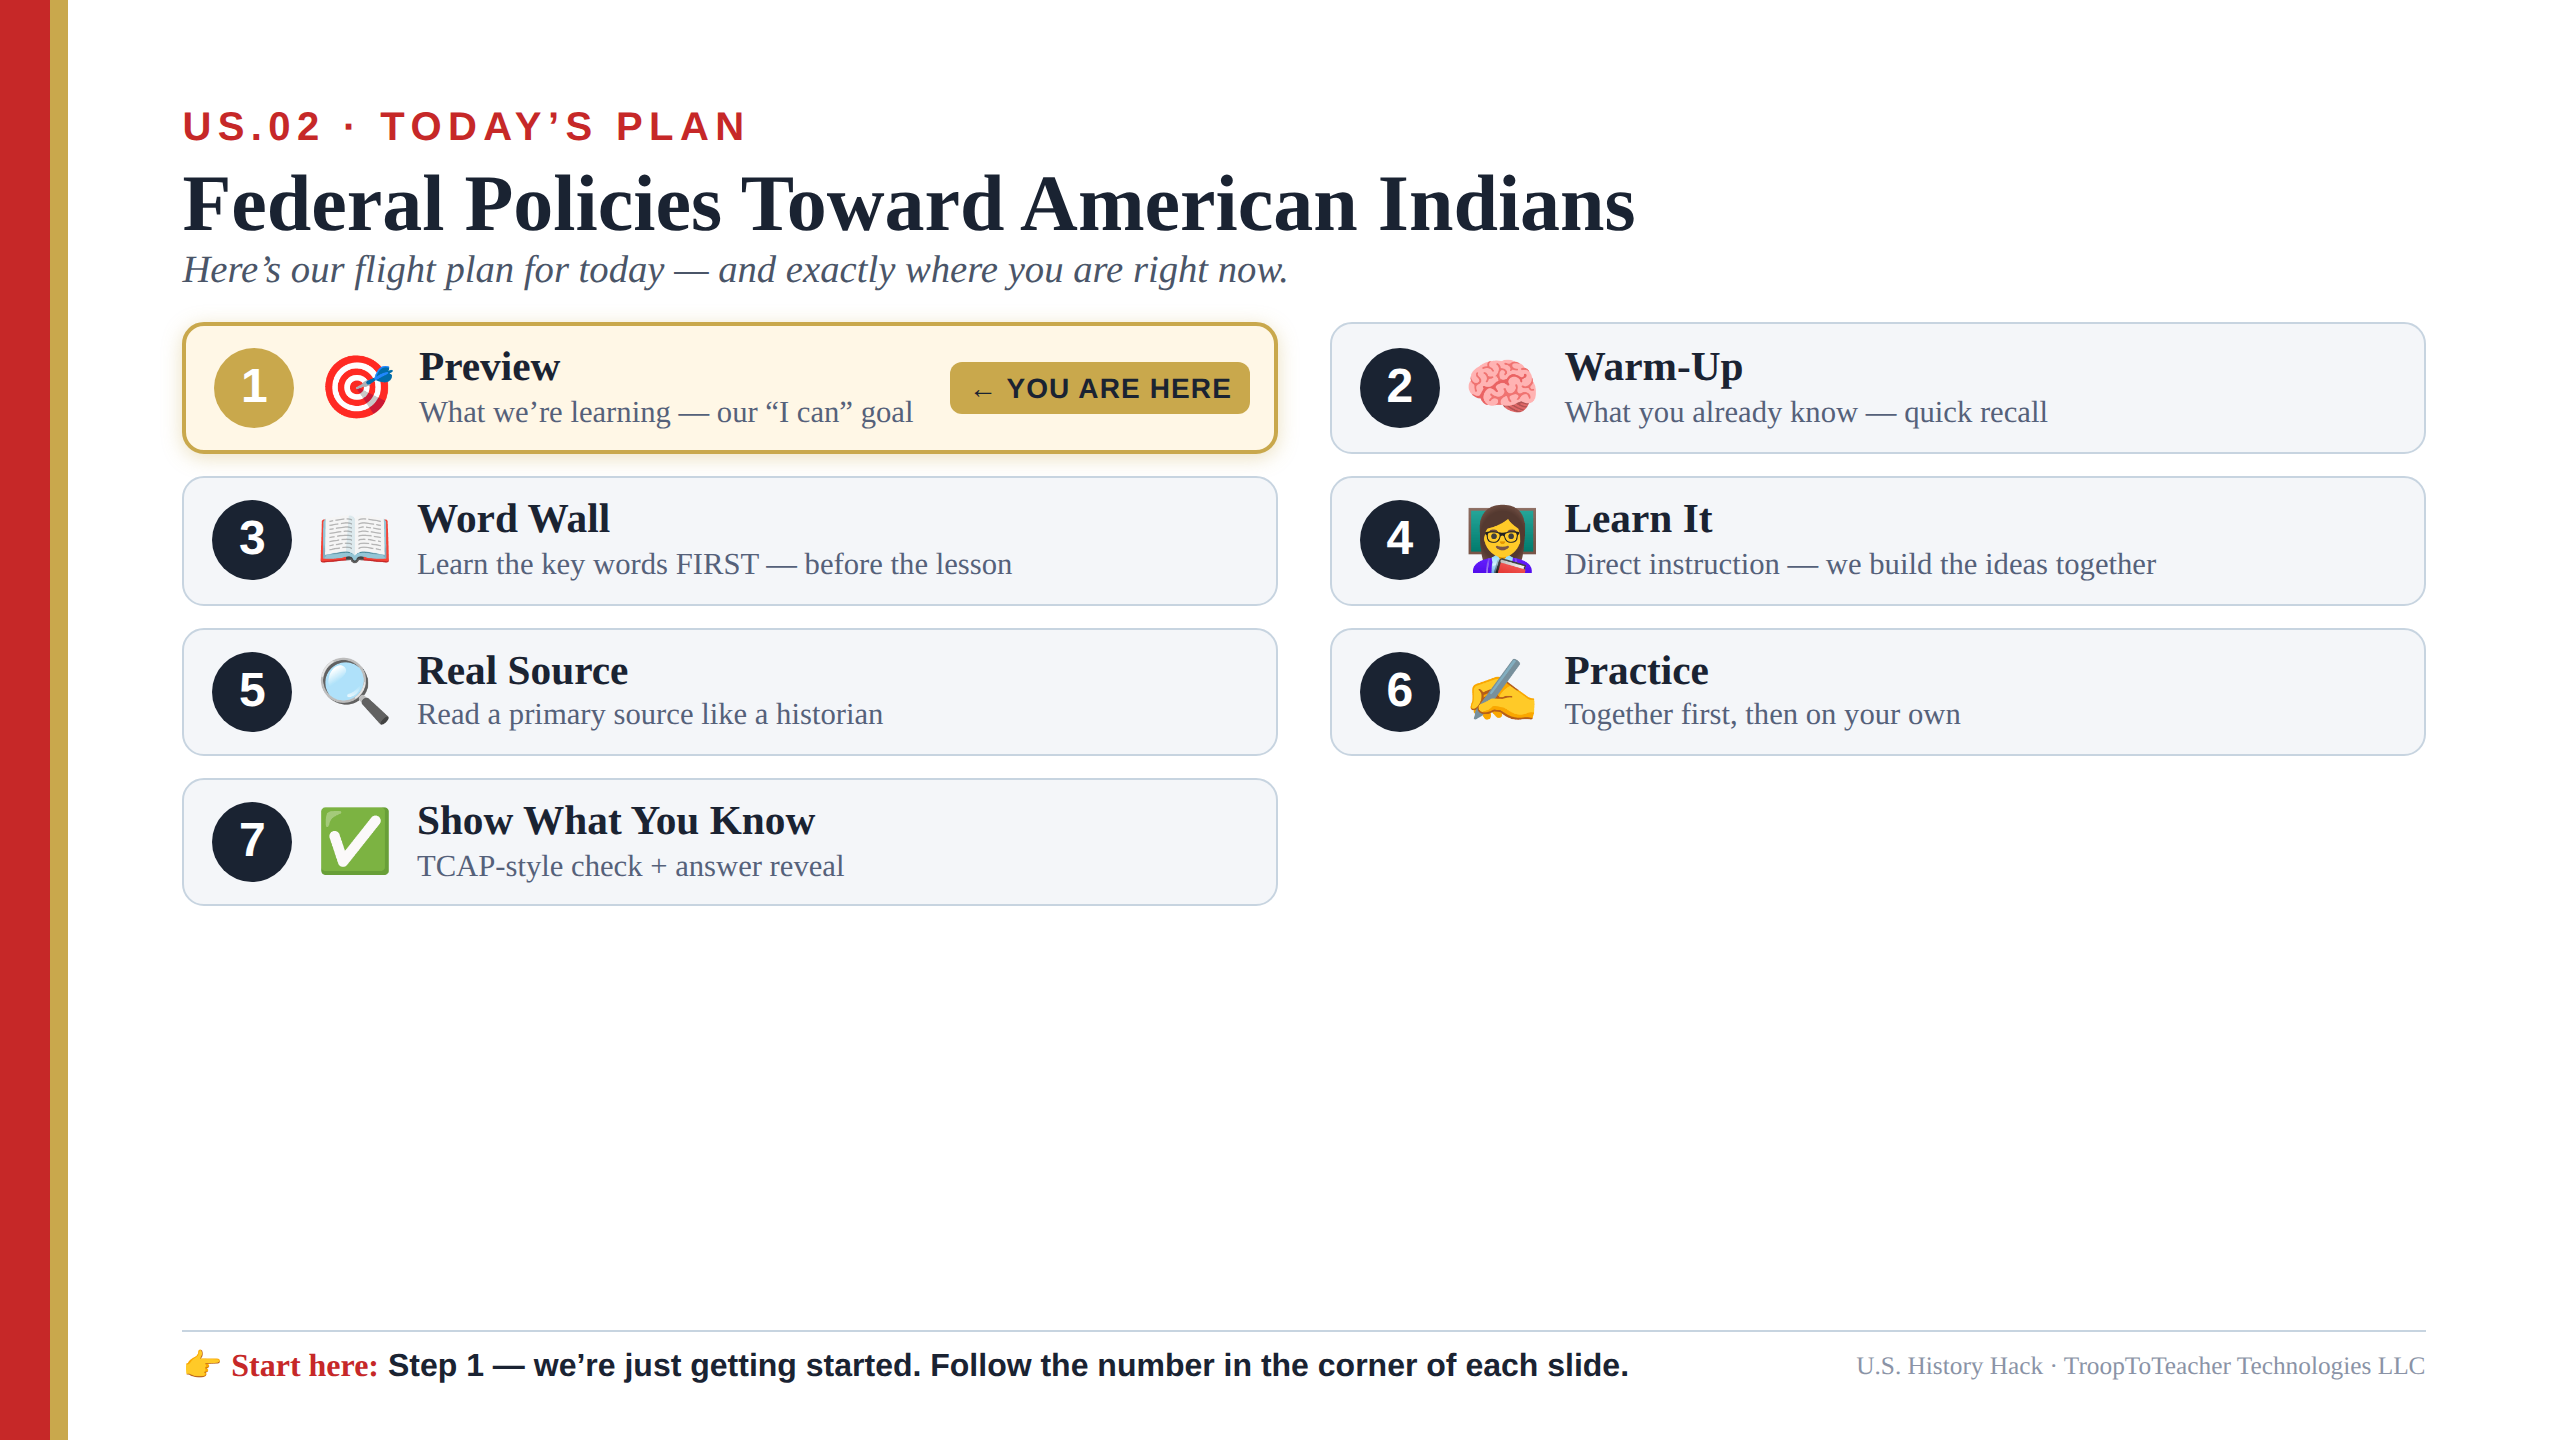 US.02 · TODAY’S PLAN
Federal Policies Toward American Indians
Here’s our flight plan for today — and exactly where you are right now.
1
Preview
What we’re learning — our “I can” goal
← YOU ARE HERE
2
Warm-Up
What you already know — quick recall
3
Word Wall
Learn the key words FIRST — before the lesson
4
Learn It
Direct instruction — we build the ideas together
5
Real Source
Read a primary source like a historian
6
Practice
Together first, then on your own
7
Show What You Know
TCAP-style check + answer reveal
👉 Start here: Step 1 — we’re just getting started. Follow the number in the corner of each slide.
U.S. History Hack · TroopToTeacher Technologies LLC